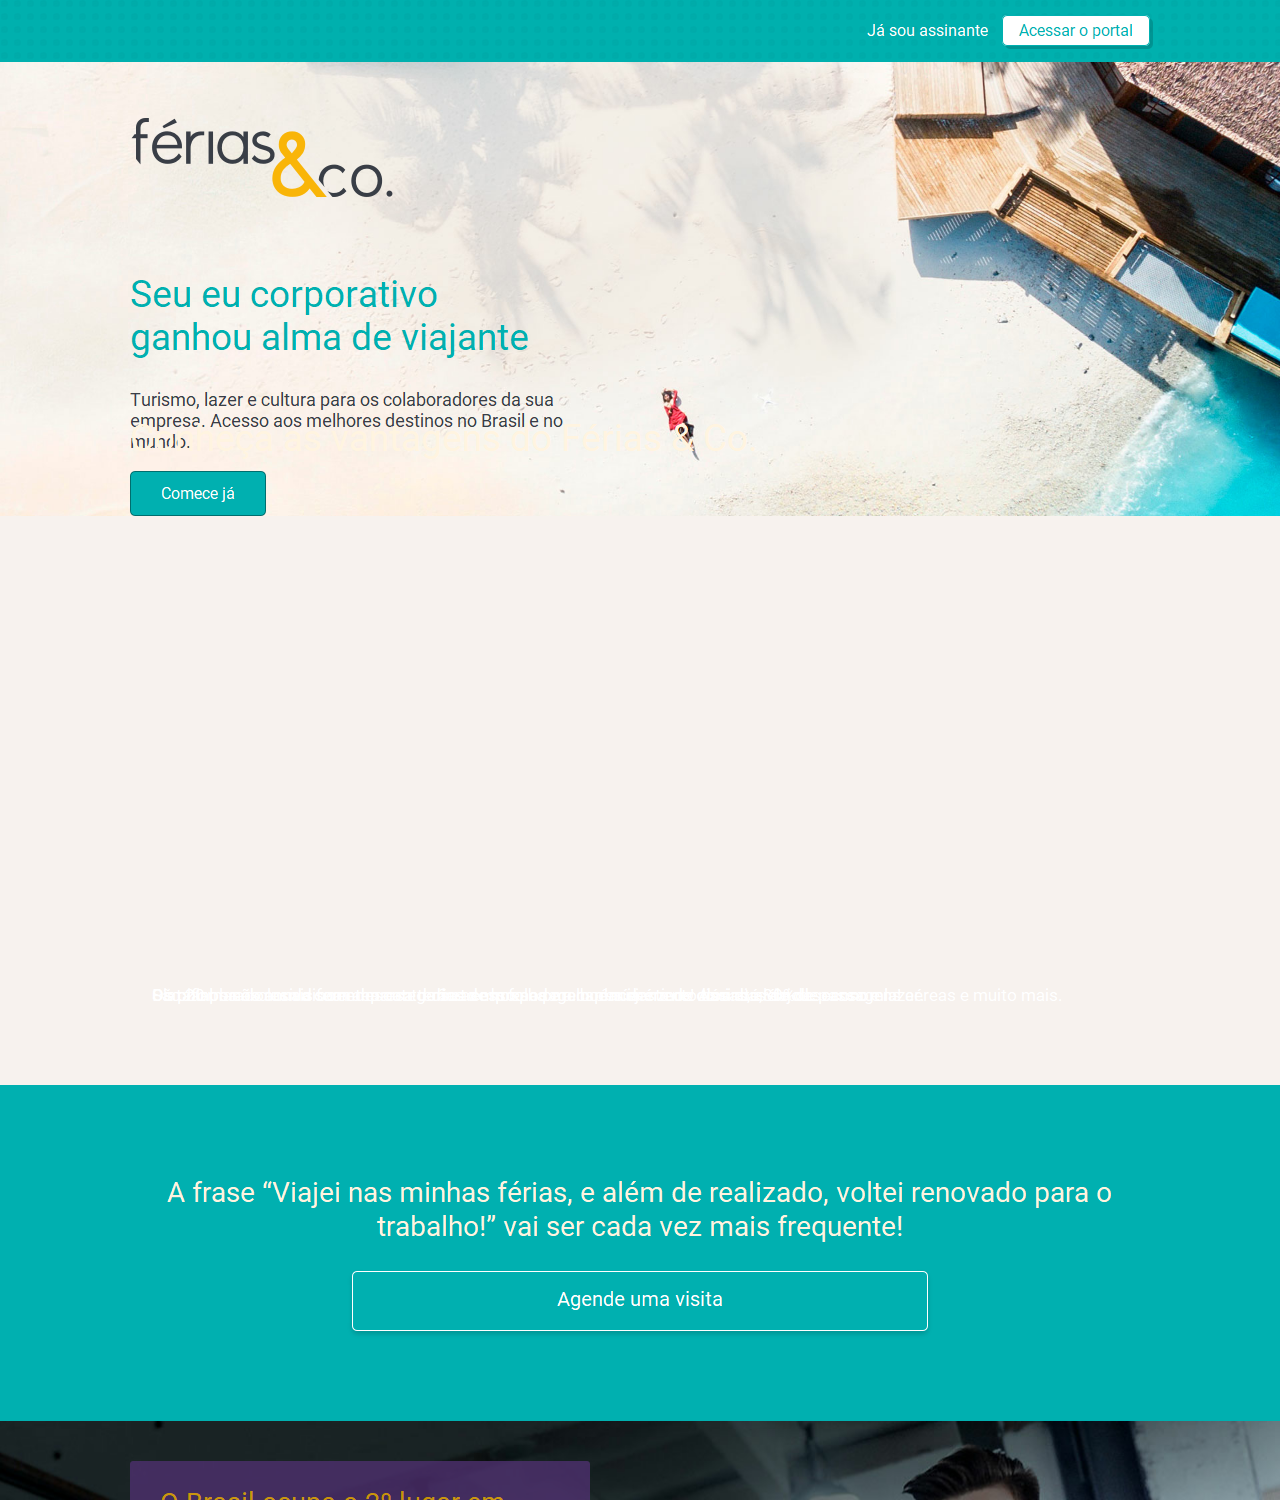 Já sou assinante
Acessar o portal
férias&co.
Seu eu corporativo
ganhou alma de viajante
Turismo, lazer e cultura para os colaboradores da sua
empresa. Acesso aos melhores destinos no Brasil e no
mundo.
Férias & Co
Comece já
aéreas e muito mais.
A frase “Viajei nas minhas férias, e além de realizado, voltei renovado para o
trabalho!” vai ser cada vez mais frequente!
Agende uma visita
O Brasil ocupa o 2º lugar em